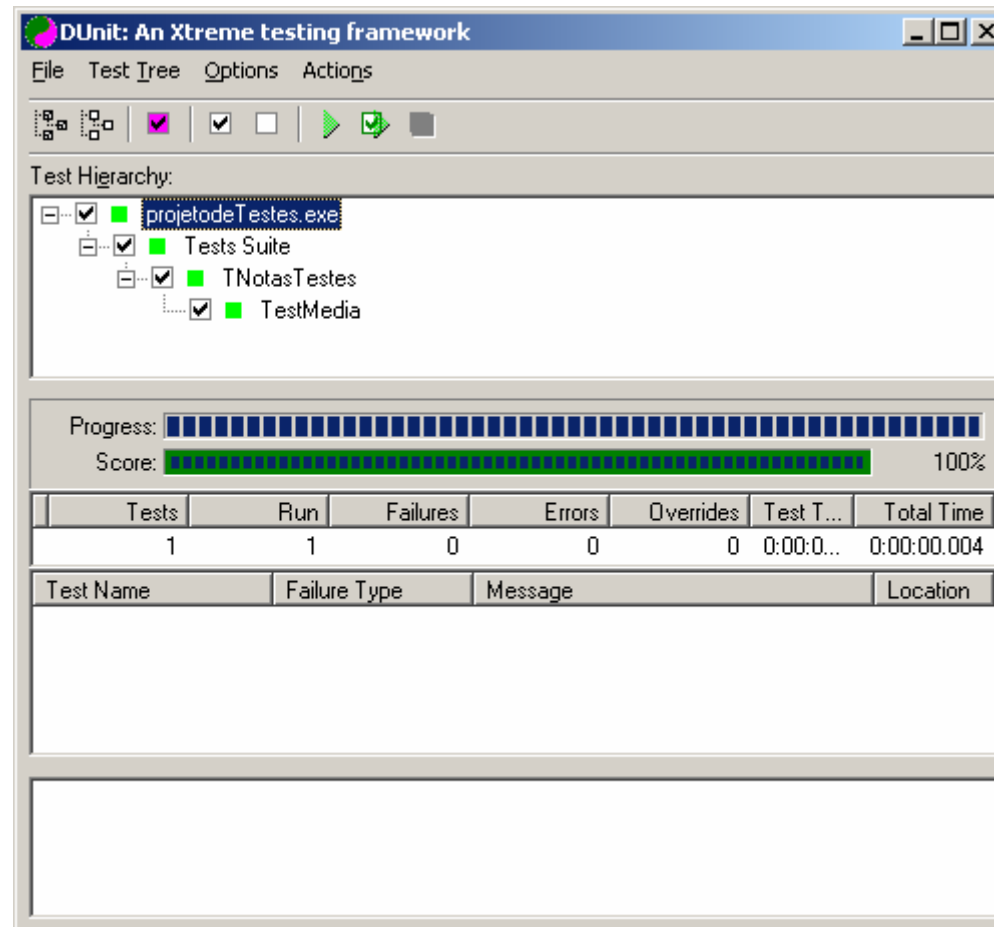 DUnit: An Xtreme testing framework
File Test Tree Options Actions
Test Hierarchy:
projetodeTestes.exe
Tests Suite
TNotasTestes
TestMedia
Progress:
Score: 100%
Tests Run Failures Errors Overrides Test T... Total Time
1 1 0 0 0 0:00:0... 0:00:00.004
Test Name Failure Type Message Location